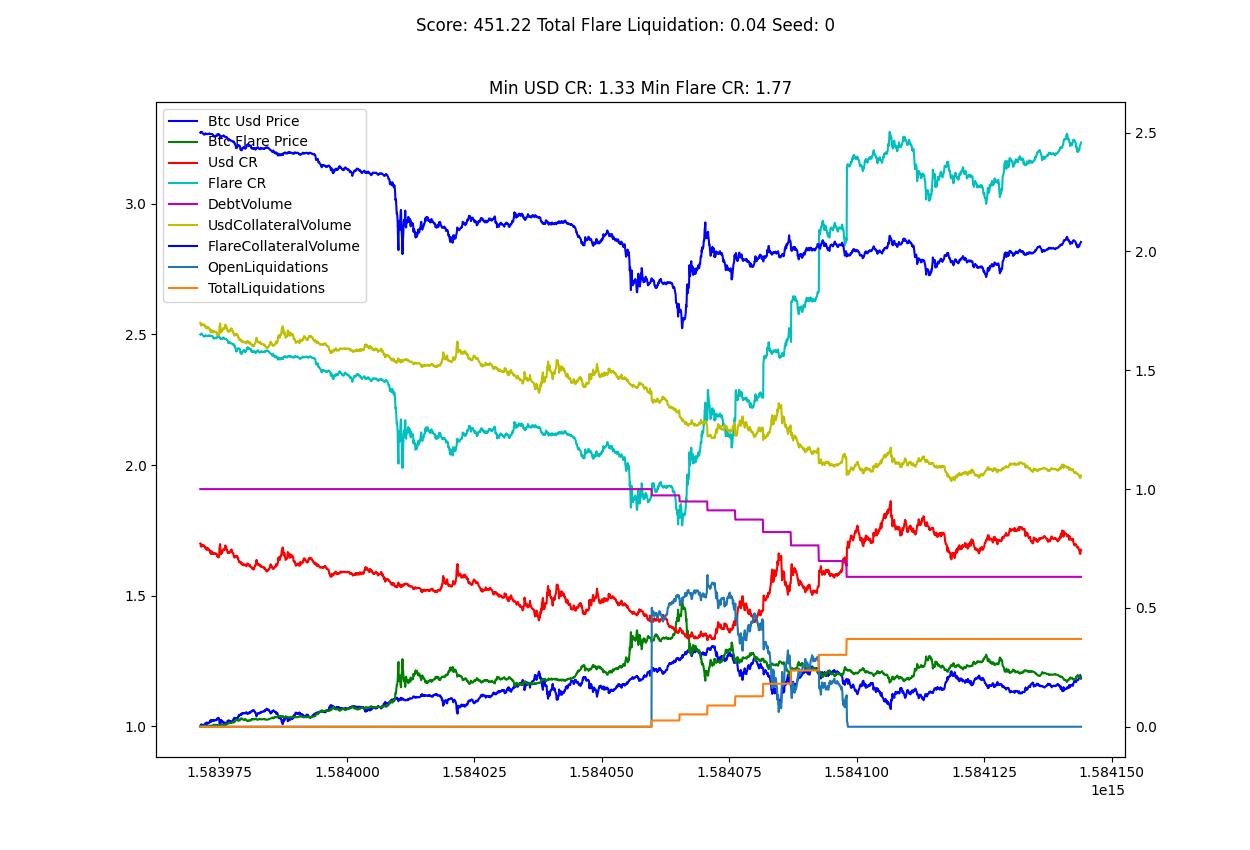 Score: 451.22 Total Flare Liquidation: 0.04 Seed: 0
Min USD CR: 1.33 Min Flare CR: 1.77
Btc Usd Price
Btc Flare Price
Usd CR
Flare CR
DebtVolume
UsdCollateralVolume
FlareCollateralVolume
OpenLiquidations
TotalLiquidations
3.0
2.5
2.0
1.5
1.0
2.5
2.0
1.5
1.0
0.5
0.0
1.583975 1.584000 1.584025 1.584050 1.584075 1.584100 1.584125 1.584150
1e15